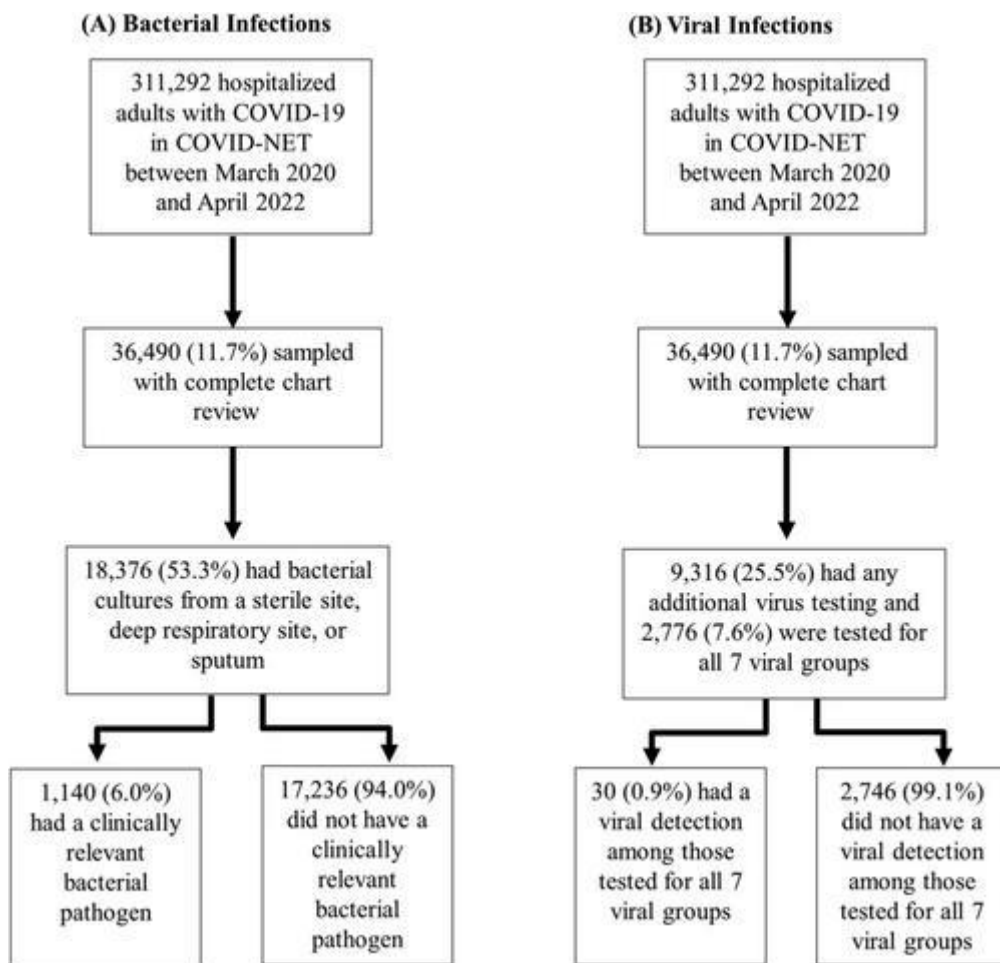 (A) Bacterial Infections
311,292 hospitalized
adults with COVID-19
in COVID-NET
between March 2020
and April 2022
36,490 (11.7%) sampled
with complete chart
review
18,376 (53.3%) had bacterial
cultures from a sterile site,
deep respiratory site, or
sputum
1,140 (6.0%)
had a clinically
relevant
bacterial
pathogen
17,236 (94.0%)
did not have a
clinically
relevant
bacterial
pathogen
(B) Viral Infections
311,292 hospitalized
adults with COVID-19
in COVID-NET
between March 2020
and April 2022
36,490 (11.7%) sampled
with complete chart
review
9,316 (25.5%) had any
additional virus testing and
2,776 (7.6%) were tested for
all 7 viral groups
30 (0.9%) had a
viral detection
among those
tested for all 7
viral groups
2,746 (99.1%)
did not have a
viral detection
among those
tested for all 7
viral groups